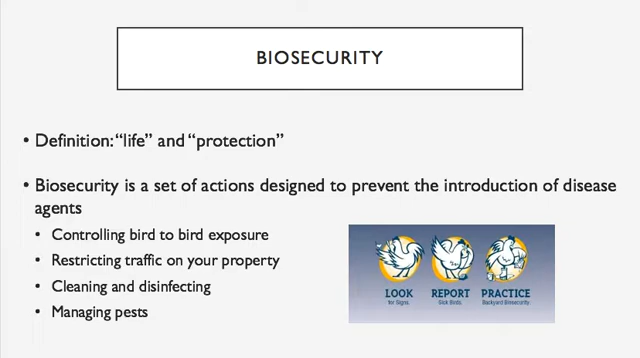 BIOSECURITY
• Definition: “life” and “protection”
• Biosecurity is a set of actions designed to prevent the introduction of disease
agents
• Controlling bird to bird exposure
• Restricting traffic on your property
• Cleaning and disinfecting
• Managing pests
LOOK REPORT PRACTICE
for Signs Sick Birds Backyard Biosecurity